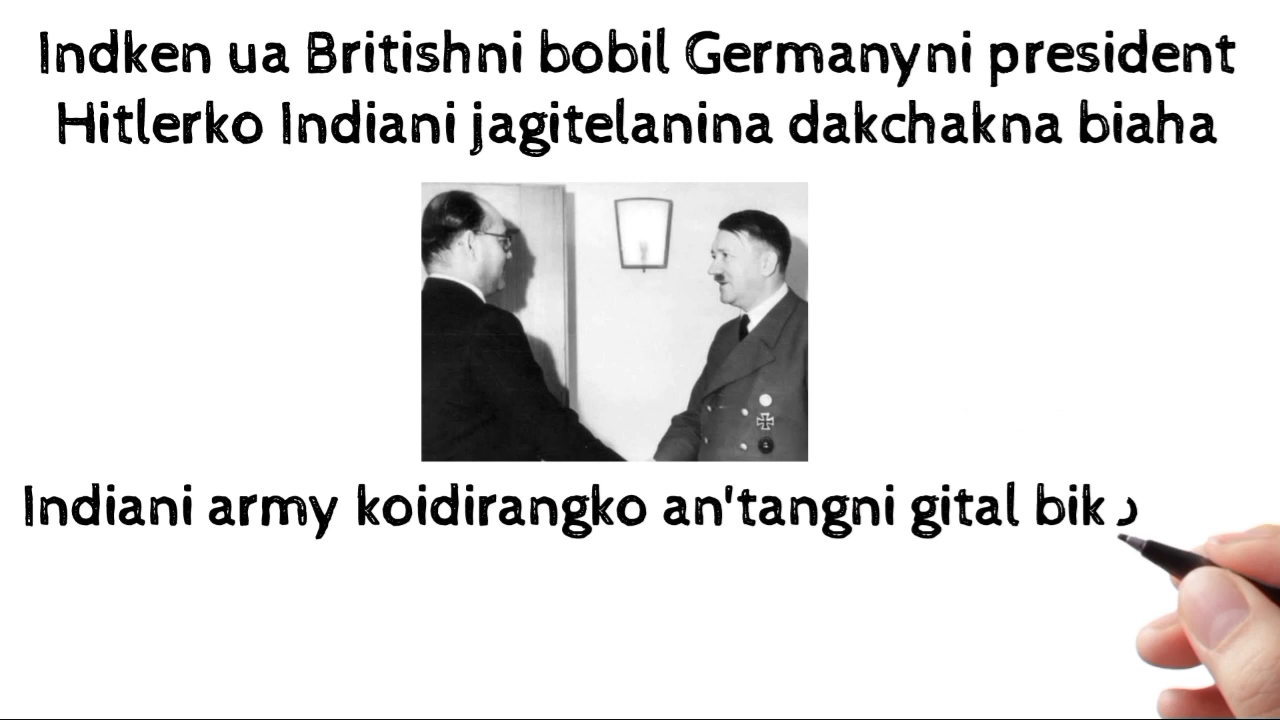 Indken ua Britishni bobil Germanyni president
Hitlerko Indiani jagitelanina dakchakna biaha
Indiani army koidirangko an'tangni gital bik